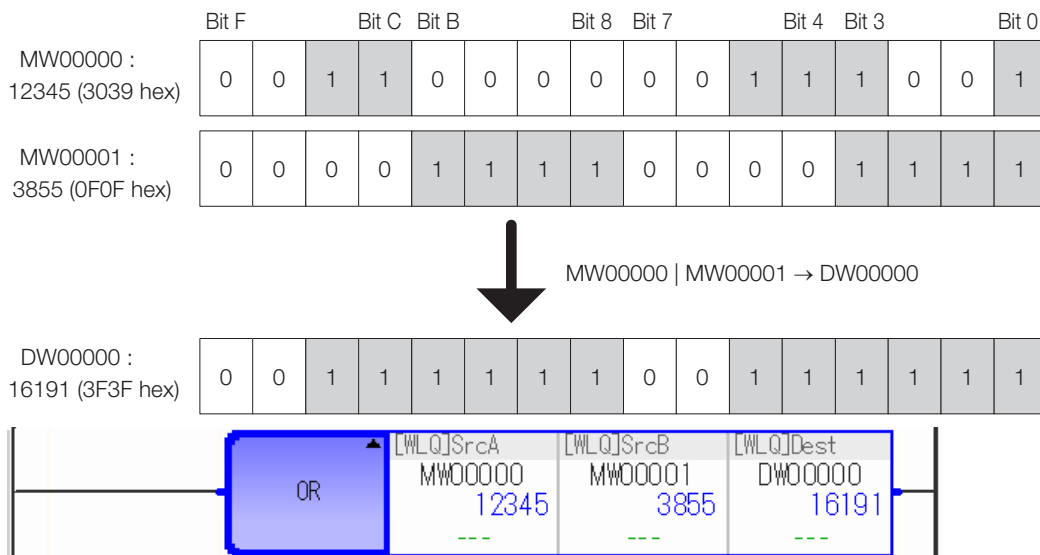 Bit F Bit C Bit B Bit 8 Bit 7 Bit 4 Bit 3 Bit 0
MW00000 :
12345 (3039 hex)
0 0 1 1 0 0 0 0 0 0 1 1 1 0 0 1
MW00001 :
3855 (0F0F hex)
0 0 0 0 1 1 1 1 0 0 0 0 1 1 1 1
MW00000 | MW00001 → DW00000
DW00000 :
16191 (3F3F hex)
0 0 1 1 1 1 1 1 0 0 1 1 1 1 1 1
[WLQ]SrcA [WLQ]SrcB [WLQ]Dest
OR MW00000 MW00001 DW00000
12345 3855 16191
--- --- ---